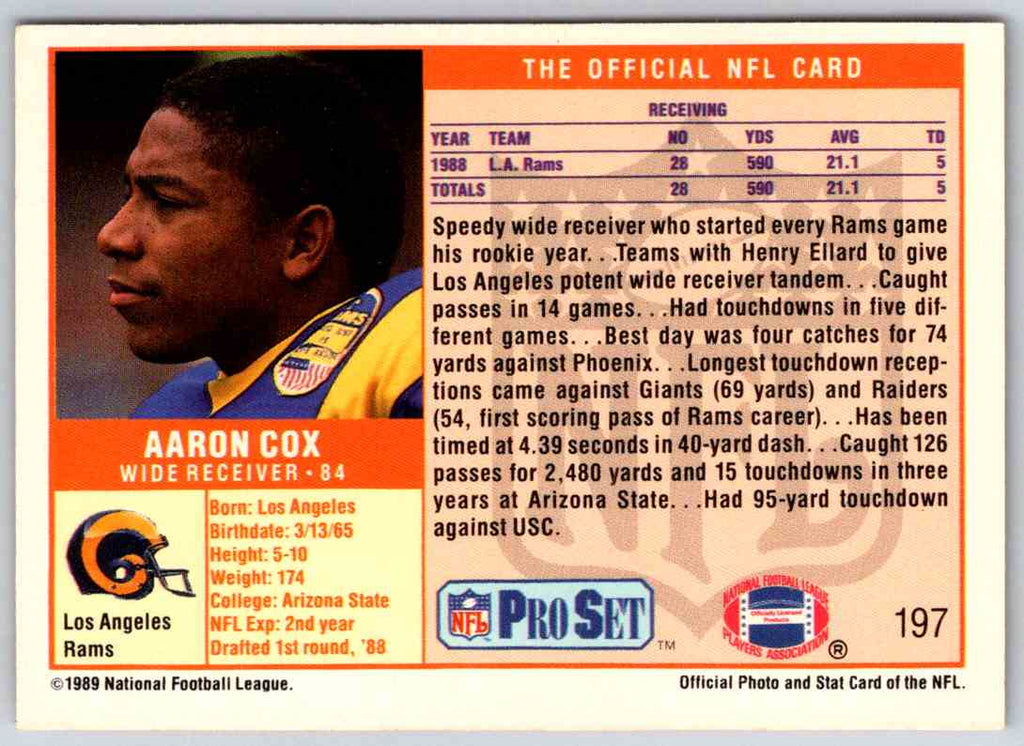 THE OFFICIAL NFL CARD
RECEIVING
YEAR TEAM NO YDS AVG TD
1988 L.A. Rams 28 590 21.1 5
TOTALS 28 590 21.1 5
Speedy wide receiver who started every Rams game
his rookie year. . .Teams with Henry Ellard to give
Los Angeles potent wide receiver tandem. . .Caught
passes in 14 games. . .Had touchdowns in five dif-
ferent games. . .Best day was four catches for 74
yards against Phoenix. . .Longest touchdown recep-
tions came against Giants (69 yards) and Raiders
(54, first scoring pass of Rams career). . .Has been
timed at 4.39 seconds in 40-yard dash. . .Caught 126
passes for 2,480 yards and 15 touchdowns in three
years at Arizona State. . .Had 95-yard touchdown
against USC.
AARON COX
WIDE RECEIVER • 84
Los Angeles
Rams
Born: Los Angeles
Birthdate: 3/13/65
Height: 5-10
Weight: 174
College: Arizona State
NFL Exp: 2nd year
Drafted 1st round, '88
NFL
PRO SET
TM
NATIONAL FOOTBALL LEAGUE
Officially Licensed
Products
PLAYERS ASSOCIATION
®
197
NFL
©1989 National Football League.
Official Photo and Stat Card of the NFL.